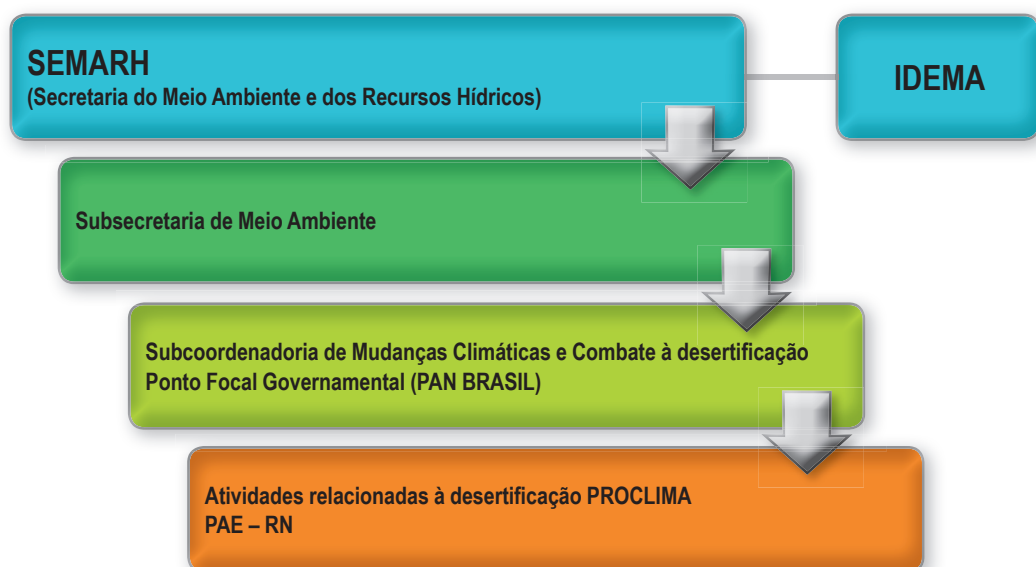 SEMARH
(Secretaria do Meio Ambiente e dos Recursos Hídricos)
IDEMA
Subsecretaria de Meio Ambiente
Subcoordenadoria de Mudanças Climáticas e Combate à desertificação
Ponto Focal Governamental (PAN BRASIL)
Atividades relacionadas à desertificação PROCLIMA
PAE – RN